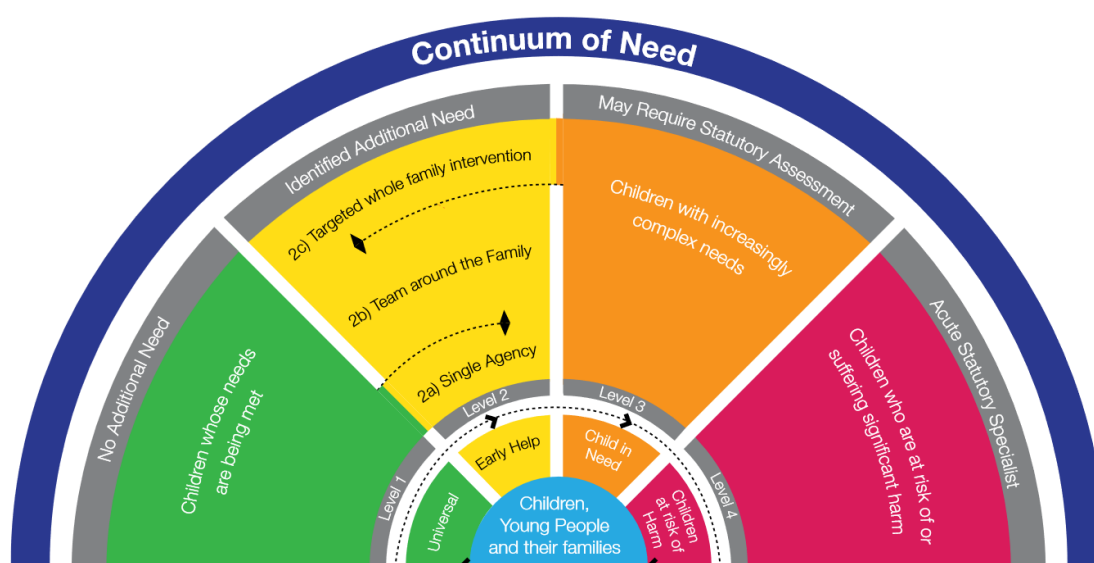 Continuum of Need
No Additional Need
Identified Additional Need
May Require Statutory Assessment
Acute Statutory Specialist
Children whose needs
are being met
2c) Targeted whole family intervention
2b) Team around the Family
2a) Single Agency
Children with increasingly
complex needs
Children who are at risk of or
suffering significant harm
Level 1
Level 2
Level 3
Level 4
Universal
Early Help
Child in
Need
Children
at risk of
Harm
Children,
Young People
and their families